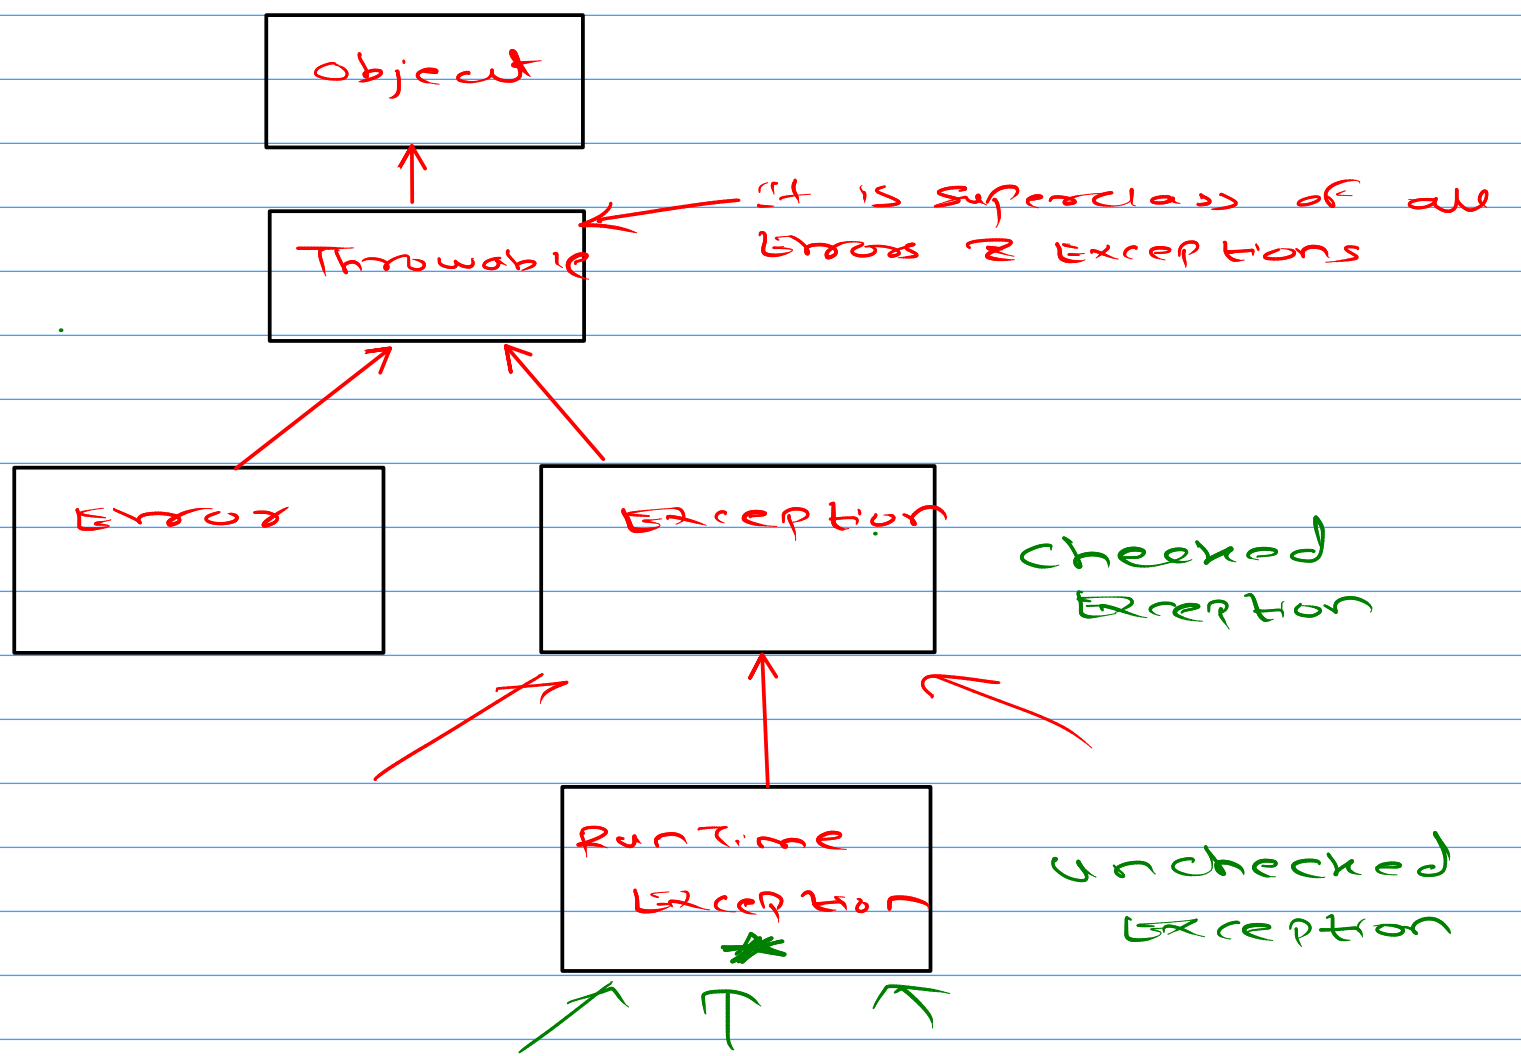 Object
It is superclass of all
Errors & Exceptions
Throwable
Error
Exception
checked
Exception
RunTime
Exception
unchecked
Exception